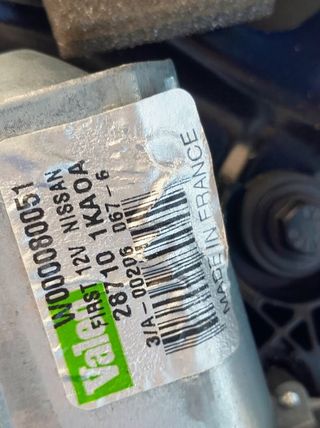 W000080051
FIRST 12V NISSAN
28710 1KA0A
067-6
3/A-00206
MADE IN FRANCE
Valeo